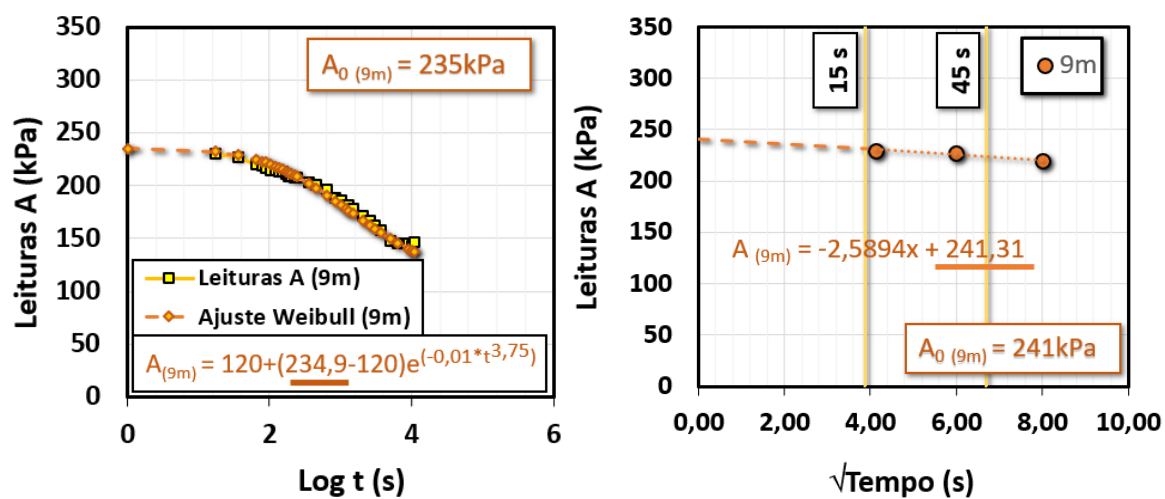 350
300
250
200
150
100
50
0
Leituras A (kPa)
A0 (9m) = 235kPa
Leituras A (9m)
Ajuste Weibull (9m)
A(9m) = 120+(234,9-120)e(-0,01*t3,75)
0 2 4 6
Log t (s)
350
300
250
200
150
100
50
0
Leituras A (kPa)
15 s
45 s
9m
A (9m) = -2,5894x + 241,31
A0 (9m) = 241kPa
0,00 2,00 4,00 6,00 8,00 10,00
√Tempo (s)